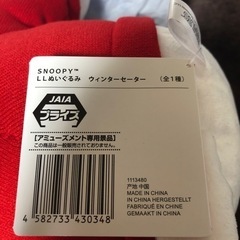 SNOOPY™
LLぬいぐるみ ウィンターセーター (全1種)
JAIA
プライズ
【アミューズメント専用景品】
この商品は一般販売されておりません。
1113480
产地 中国
MADE IN CHINA
IN CHINA HERGESTELLT
FABRIQUÉ EN CHINE
GEMAAKT IN CHINA
4 582733 430348